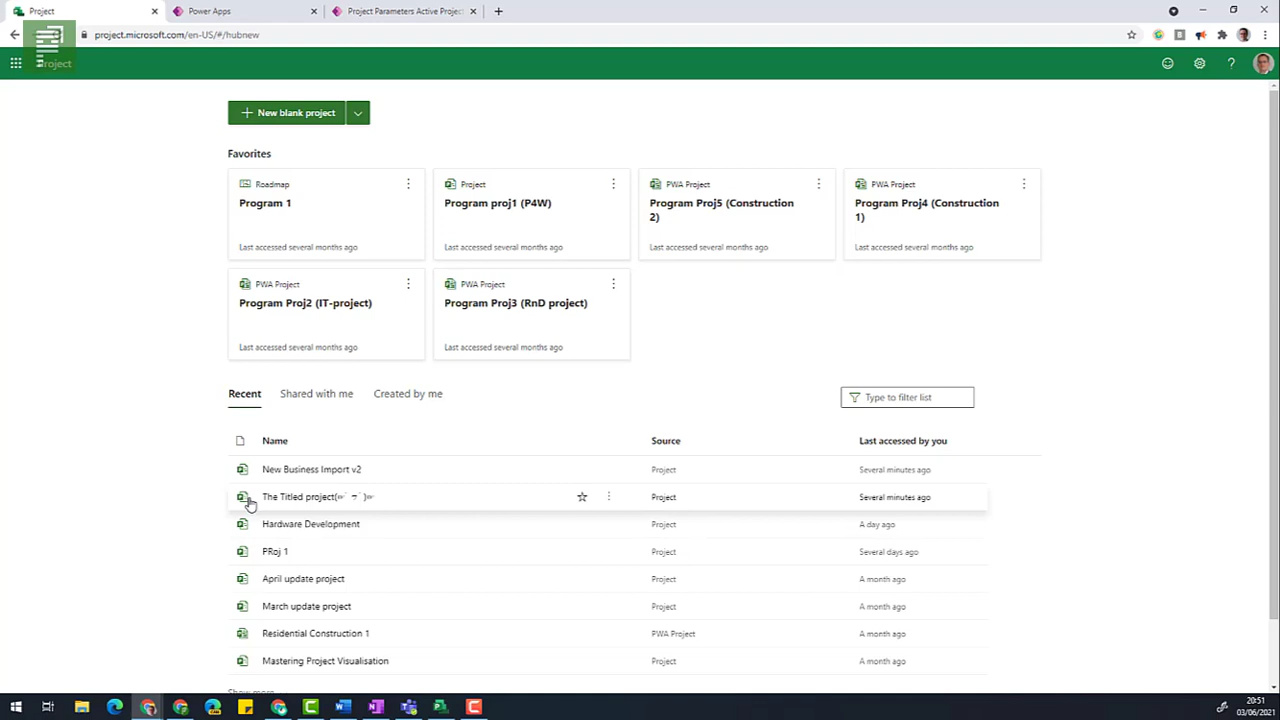 Project
Power Apps
Project Parameters Active Project
project.microsoft.com/en-US/#/hubnew
Project
New blank project
Favorites
Roadmap
Program 1
Last accessed several months ago
Project
Program proj1 (P4W)
Last accessed several months ago
PWA Project
Program Proj5 (Construction 2)
Last accessed several months ago
PWA Project
Program Proj4 (Construction 1)
Last accessed several months ago
PWA Project
Program Proj2 (IT-project)
Last accessed several months ago
PWA Project
Program Proj3 (RnD project)
Last accessed several months ago
Recent Shared with me Created by me Type to filter list
Name Source Last accessed by you
New Business Import v2 Project Several minutes ago
The Titled project Project Several minutes ago
Hardware Development Project A day ago
PRoj 1 Project Several days ago
April update project Project A month ago
March update project Project A month ago
Residential Construction 1 PWA Project A month ago
Mastering Project Visualisation Project A month ago
Show more
20:51
03/06/2021